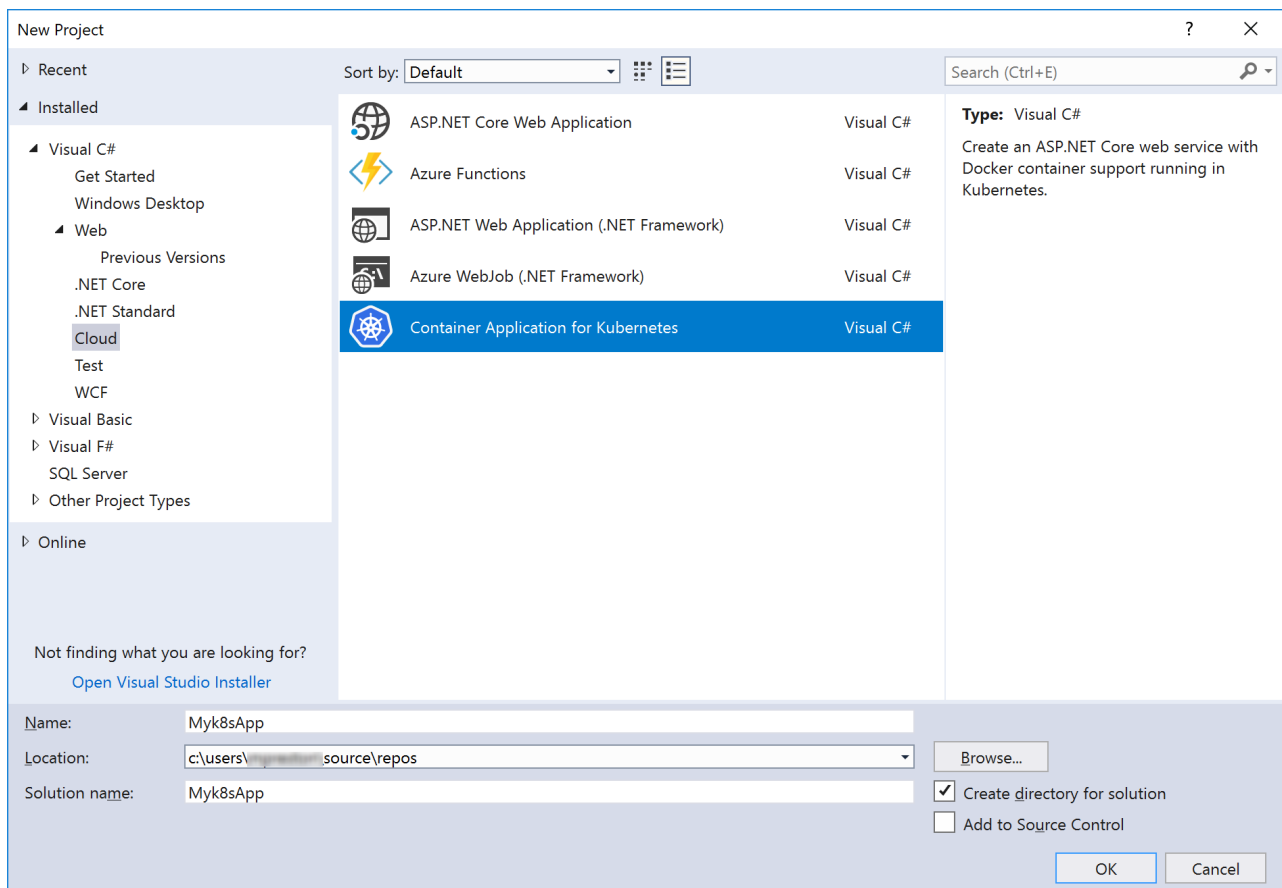 New Project
?
Recent
Installed
Visual C#
Get Started
Windows Desktop
Web
Previous Versions
.NET Core
.NET Standard
Cloud
Test
WCF
Visual Basic
Visual F#
SQL Server
Other Project Types
Online
Not finding what you are looking for?
Open Visual Studio Installer
Sort by: Default
ASP.NET Core Web Application Visual C#
Azure Functions Visual C#
ASP.NET Web Application (.NET Framework) Visual C#
Azure WebJob (.NET Framework) Visual C#
Container Application for Kubernetes Visual C#
Search (Ctrl+E)
Type: Visual C#
Create an ASP.NET Core web service with
Docker container support running in
Kubernetes.
Name: Myk8sApp
Location: c:\users\ source\repos
Solution name: Myk8sApp
Browse...
Create directory for solution
Add to Source Control
OK Cancel